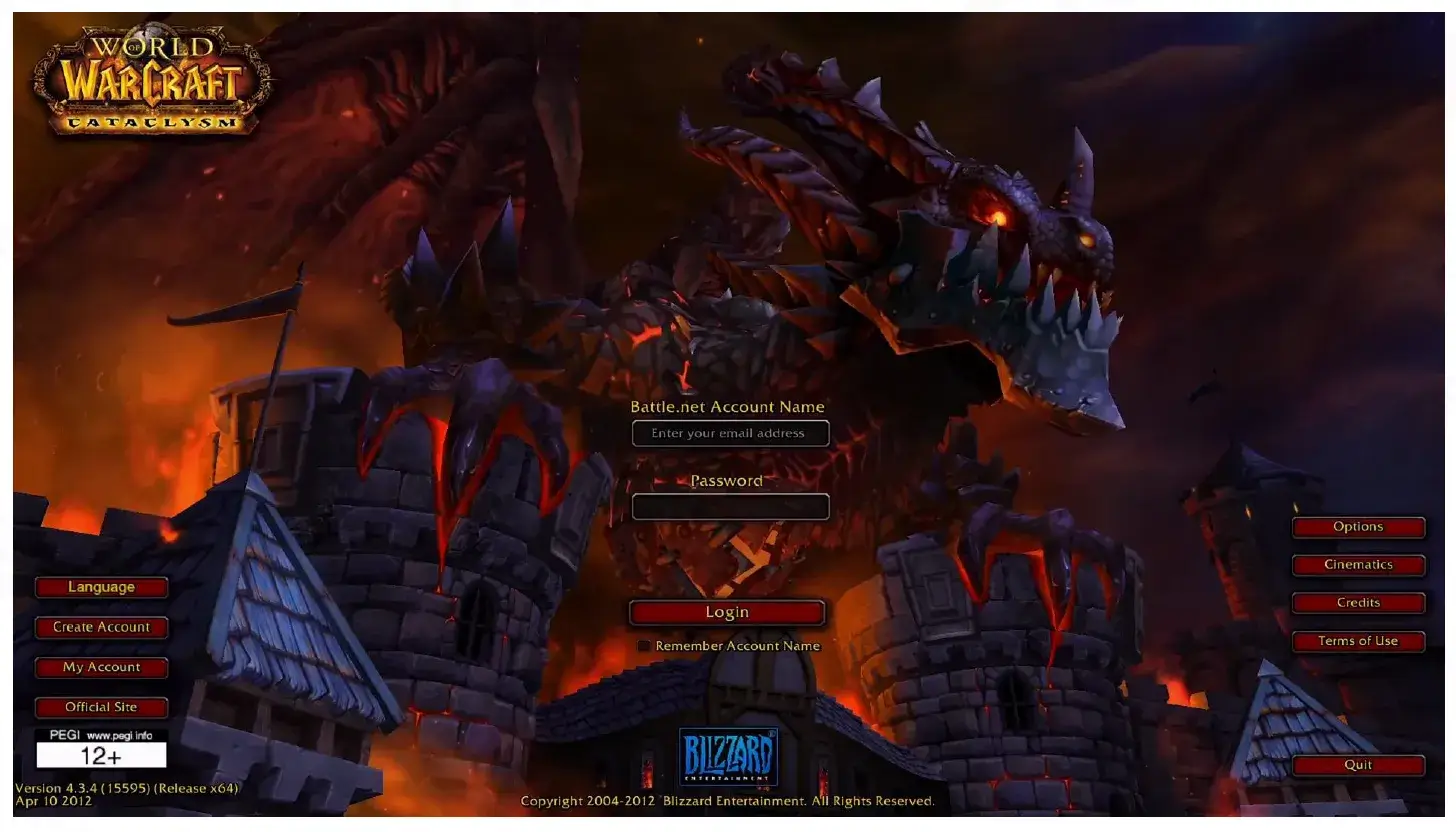 WORLD
OF
WARCRAFT
CATACLYSM
Battle.net Account Name
Enter your email address
Password
Login
Remember Account Name
Language
Create Account
My Account
Official Site
PEGI www.pegi.info
12+
Version 4.3.4 (15595) (Release x64)
Apr 10 2012
Options
Cinematics
Credits
Terms of Use
Quit
BLIZZARD®
ENTERTAINMENT
Copyright 2004-2012 Blizzard Entertainment. All Rights Reserved.